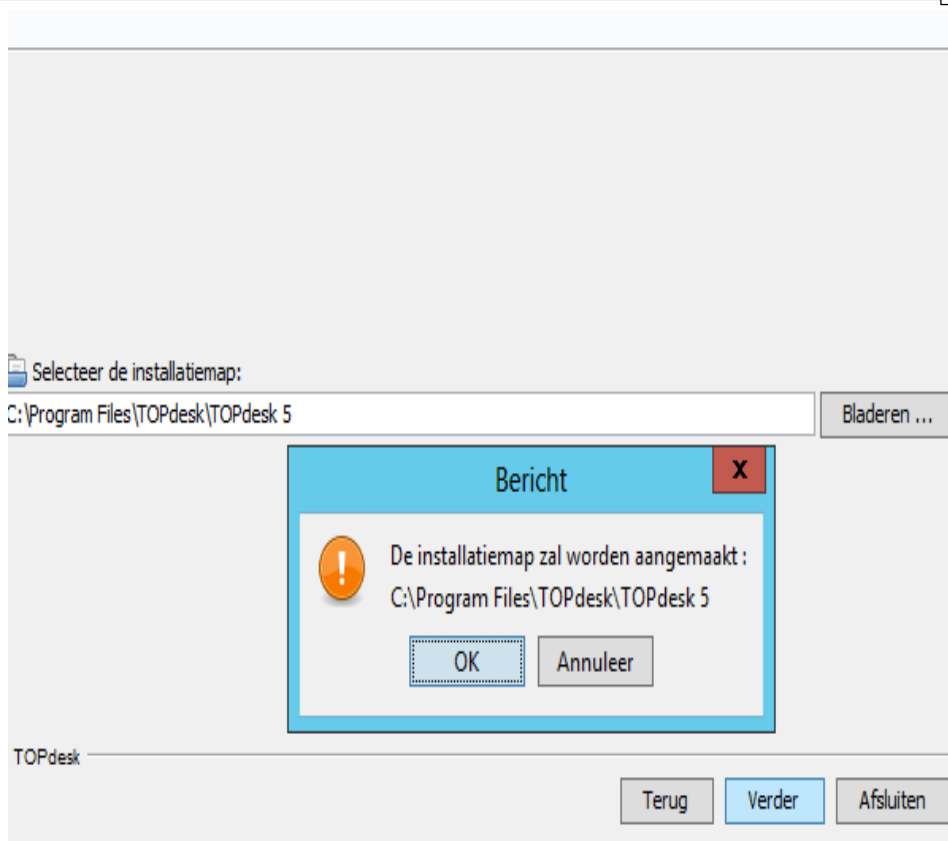 Selecteer de installatiemap:
C:\Program Files\TOPdesk\TOPdesk 5
Bladeren ...
Bericht
X
De installatiemap zal worden aangemaakt :
C:\Program Files\TOPdesk\TOPdesk 5
OK
Annuleer
TOPdesk
Terug
Verder
Afsluiten